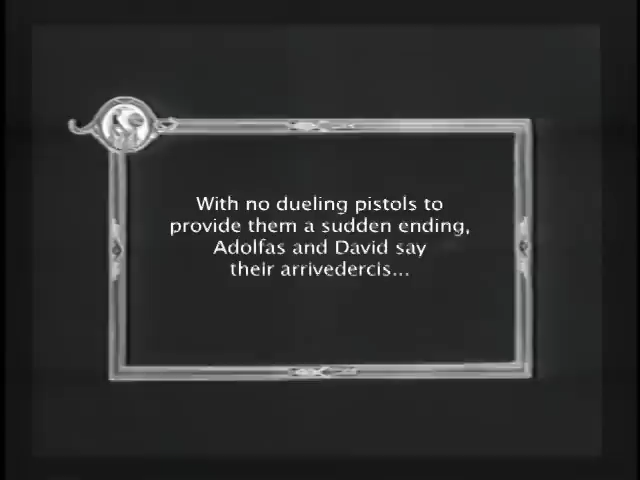 With no dueling pistols to
provide them a sudden ending,
Adolfas and David say
their arrivedercis...